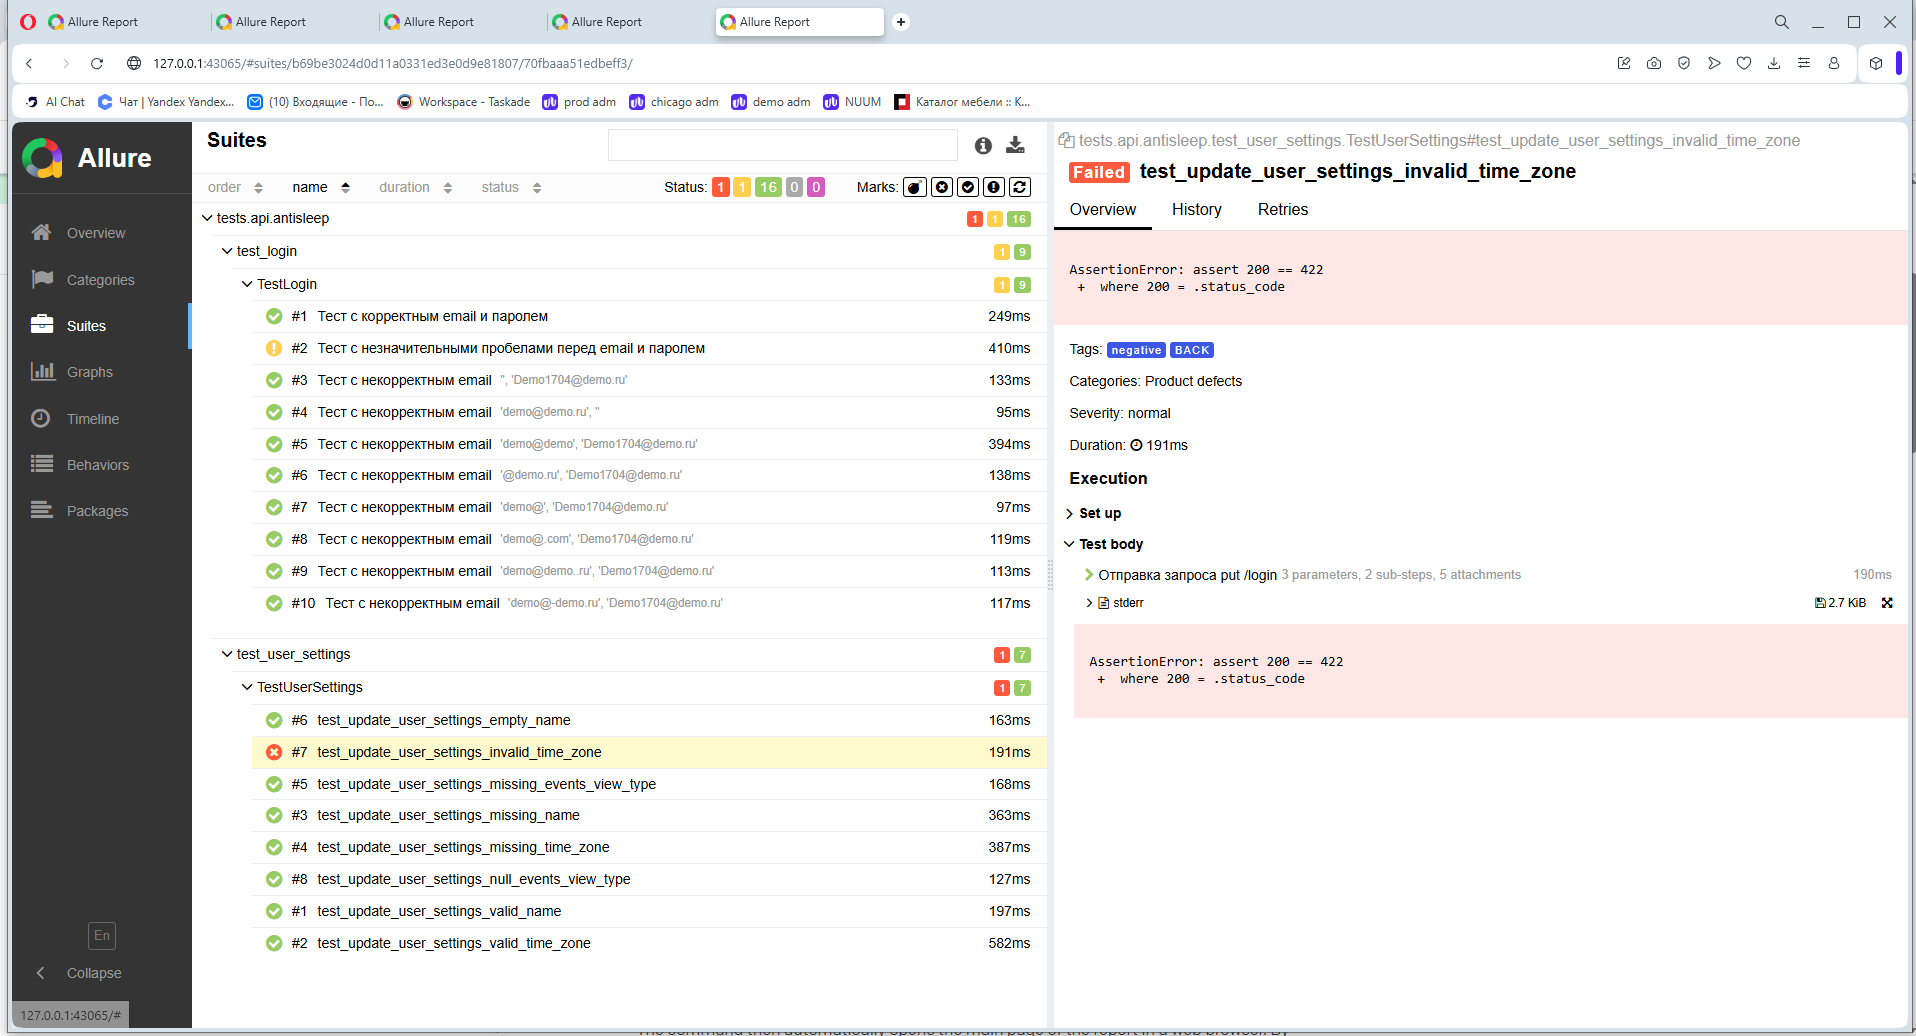 Allure Report
Allure Report
Allure Report
Allure Report
Allure Report
127.0.0.1:43065/#suites/b69be3024d0d11a0331ed3e0d9e81807/70fbaaa51edbeff3/
AI Chat
Чат | Yandex Yandex...
(10) Входящие - По...
Workspace - Taskade
prod adm
chicago adm
demo adm
NUUM
Каталог мебели :: К...
Allure
Overview
Categories
Suites
Graphs
Timeline
Behaviors
Packages
En
Collapse
127.0.0.1:43065/#
Suites
order name duration status Status: 1 1 16 0 0 Marks:
tests.api.antisleep 1 1 16
test_login 1 9
TestLogin 1 9
#1 Тест с корректным email и паролем 249ms
#2 Тест с незначительными пробелами перед email и паролем 410ms
#3 Тест с некорректным email '', 'Demo1704@demo.ru' 133ms
#4 Тест с некорректным email 'demo@demo.ru', '' 95ms
#5 Тест с некорректным email 'demo@demo', 'Demo1704@demo.ru' 394ms
#6 Тест с некорректным email '@demo.ru', 'Demo1704@demo.ru' 138ms
#7 Тест с некорректным email 'demo@', 'Demo1704@demo.ru' 97ms
#8 Тест с некорректным email 'demo@.com', 'Demo1704@demo.ru' 119ms
#9 Тест с некорректным email 'demo@demo..ru', 'Demo1704@demo.ru' 113ms
#10 Тест с некорректным email 'demo@-demo.ru', 'Demo1704@demo.ru' 117ms
test_user_settings 1 7
TestUserSettings 1 7
#6 test_update_user_settings_empty_name 163ms
#7 test_update_user_settings_invalid_time_zone 191ms
#5 test_update_user_settings_missing_events_view_type 168ms
#3 test_update_user_settings_missing_name 363ms
#4 test_update_user_settings_missing_time_zone 387ms
#8 test_update_user_settings_null_events_view_type 127ms
#1 test_update_user_settings_valid_name 197ms
#2 test_update_user_settings_valid_time_zone 582ms
tests.api.antisleep.test_user_settings.TestUserSettings#test_update_user_settings_invalid_time_zone
Failed test_update_user_settings_invalid_time_zone
Overview History Retries
AssertionError: assert 200 == 422
+ where 200 = .status_code
Tags: negative BACK
Categories: Product defects
Severity: normal
Duration: 191ms
Execution
Set up
Test body
Отправка запроса put /login 3 parameters, 2 sub-steps, 5 attachments 190ms
stderr 2.7 KiB
AssertionError: assert 200 == 422
+ where 200 = .status_code